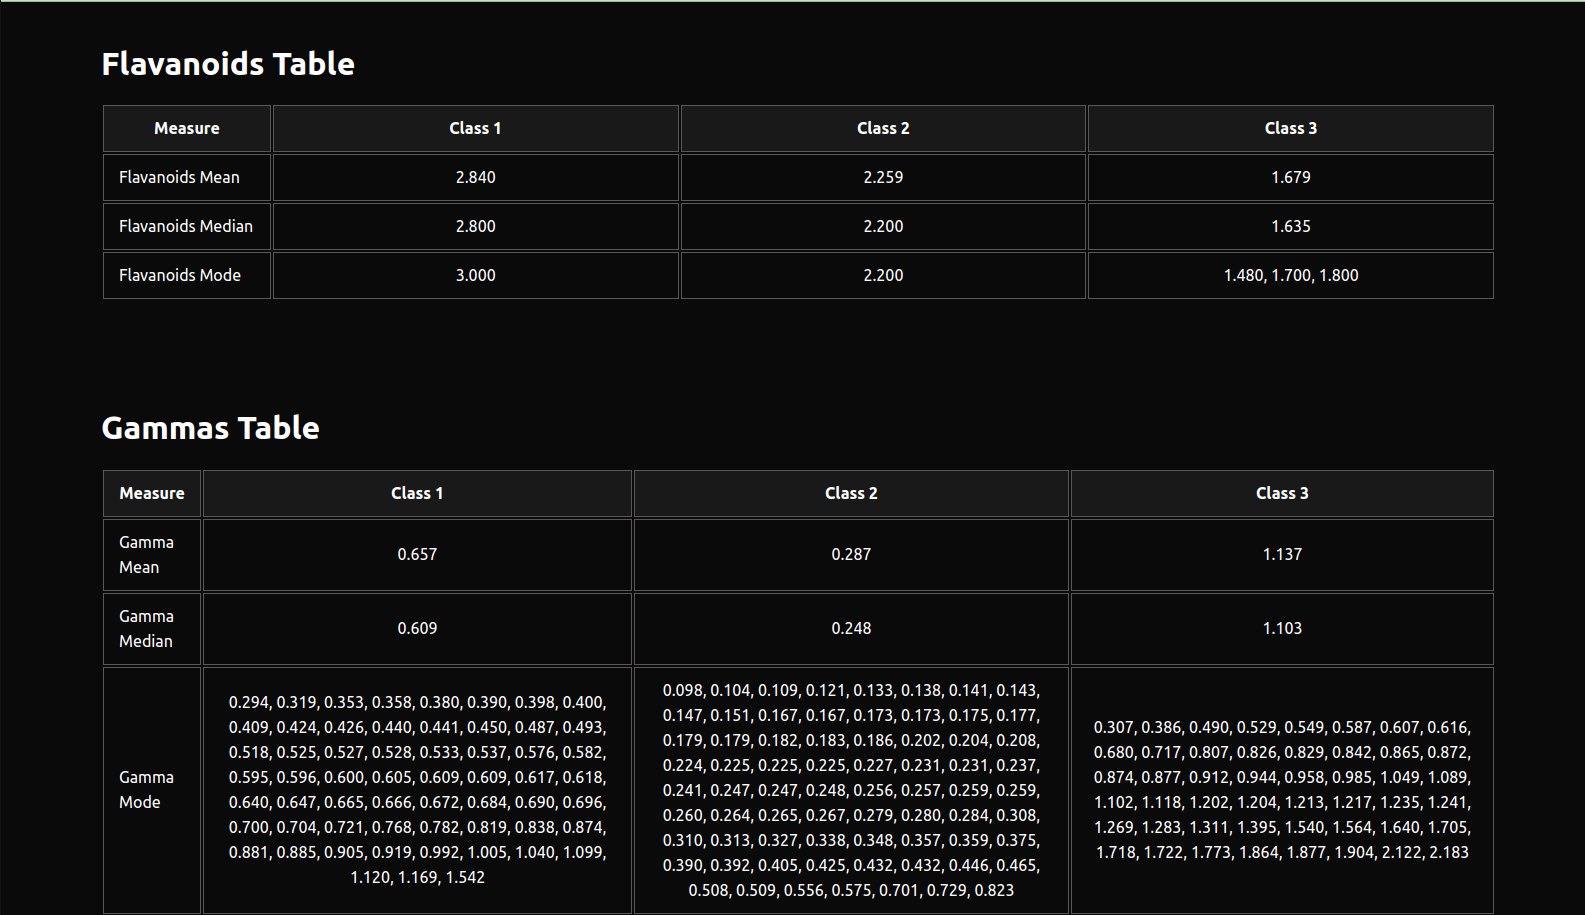 Flavanoids Table
Measure Class 1 Class 2 Class 3
Flavanoids Mean 2.840 2.259 1.679
Flavanoids Median 2.800 2.200 1.635
Flavanoids Mode 3.000 2.200 1.480, 1.700, 1.800
Gammas Table
Measure Class 1 Class 2 Class 3
Gamma
Mean
0.657
0.287
1.137
Gamma
Median
0.609
0.248
1.103
Gamma
Mode
0.294, 0.319, 0.353, 0.358, 0.380, 0.390, 0.398, 0.400,
0.409, 0.424, 0.426, 0.440, 0.441, 0.450, 0.487, 0.493,
0.518, 0.525, 0.527, 0.528, 0.533, 0.537, 0.576, 0.582,
0.595, 0.596, 0.600, 0.605, 0.609, 0.609, 0.617, 0.618,
0.640, 0.647, 0.665, 0.666, 0.672, 0.684, 0.690, 0.696,
0.700, 0.704, 0.721, 0.768, 0.782, 0.819, 0.838, 0.874,
0.881, 0.885, 0.905, 0.919, 0.992, 1.005, 1.040, 1.099,
1.120, 1.169, 1.542
0.098, 0.104, 0.109, 0.121, 0.133, 0.138, 0.141, 0.143,
0.147, 0.151, 0.167, 0.167, 0.173, 0.173, 0.175, 0.177,
0.179, 0.179, 0.182, 0.183, 0.186, 0.202, 0.204, 0.208,
0.224, 0.225, 0.225, 0.225, 0.227, 0.231, 0.231, 0.237,
0.241, 0.247, 0.247, 0.248, 0.256, 0.257, 0.259, 0.259,
0.260, 0.264, 0.265, 0.267, 0.279, 0.280, 0.284, 0.308,
0.310, 0.313, 0.327, 0.338, 0.348, 0.357, 0.359, 0.375,
0.390, 0.392, 0.405, 0.425, 0.432, 0.432, 0.446, 0.465,
0.508, 0.509, 0.556, 0.575, 0.701, 0.729, 0.823
0.307, 0.386, 0.490, 0.529, 0.549, 0.587, 0.607, 0.616,
0.680, 0.717, 0.807, 0.826, 0.829, 0.842, 0.865, 0.872,
0.874, 0.877, 0.912, 0.944, 0.958, 0.985, 1.049, 1.089,
1.102, 1.118, 1.202, 1.204, 1.213, 1.217, 1.235, 1.241,
1.269, 1.283, 1.311, 1.395, 1.540, 1.564, 1.640, 1.705,
1.718, 1.722, 1.773, 1.864, 1.877, 1.904, 2.122, 2.183